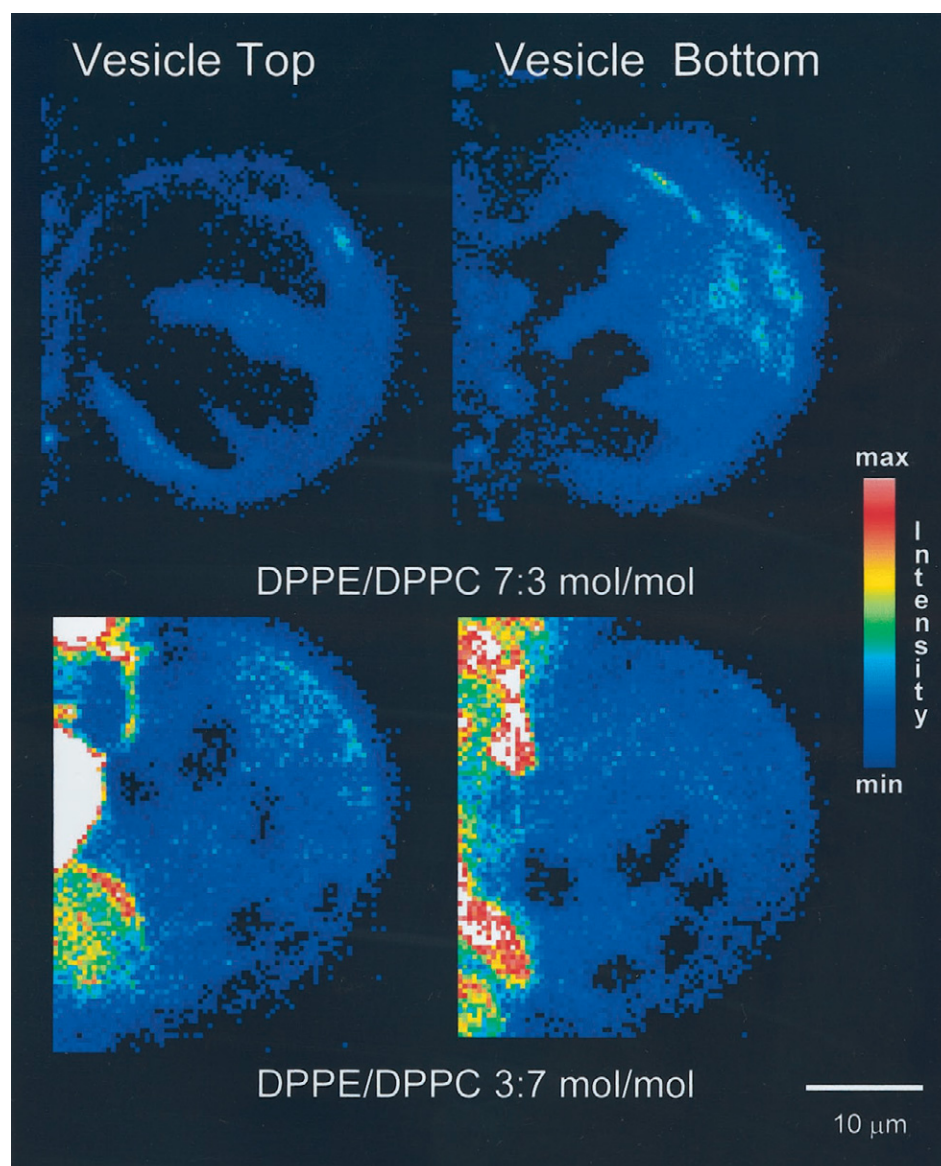 Vesicle Top
Vesicle Bottom
max
Intensity
min
DPPE/DPPC 7:3 mol/mol
DPPE/DPPC 3:7 mol/mol
10 μm